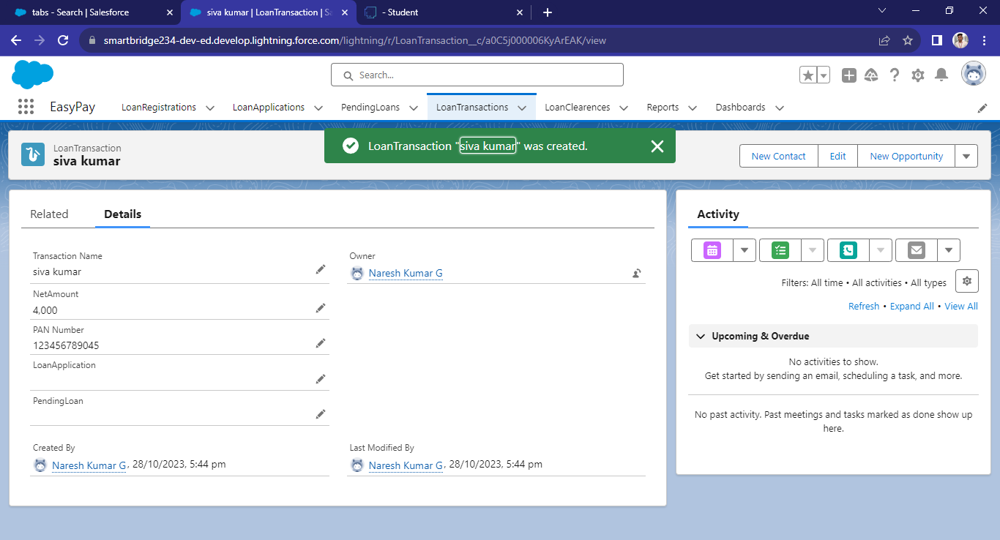 tabs - Search | Salesforce
siva kumar | LoanTransaction | Sa
- Student
smartbridge234-dev-ed.develop.lightning.force.com/lightning/r/LoanTransaction__c/a0C5j000006KyArEAK/view
Search...
EasyPay
LoanRegistrations
LoanApplications
PendingLoans
LoanTransactions
LoanClearences
Reports
Dashboards
LoanTransaction "siva kumar" was created.
LoanTransaction
siva kumar
New Contact
Edit
New Opportunity
Related
Details
Transaction Name
siva kumar
Owner
Naresh Kumar G
NetAmount
4,000
PAN Number
123456789045
LoanApplication
PendingLoan
Created By
Naresh Kumar G, 28/10/2023, 5:44 pm
Last Modified By
Naresh Kumar G, 28/10/2023, 5:44 pm
Activity
Filters: All time • All activities • All types
Refresh • Expand All • View All
Upcoming & Overdue
No activities to show.
Get started by sending an email, scheduling a task, and more.
No past activity. Past meetings and tasks marked as done show up
here.